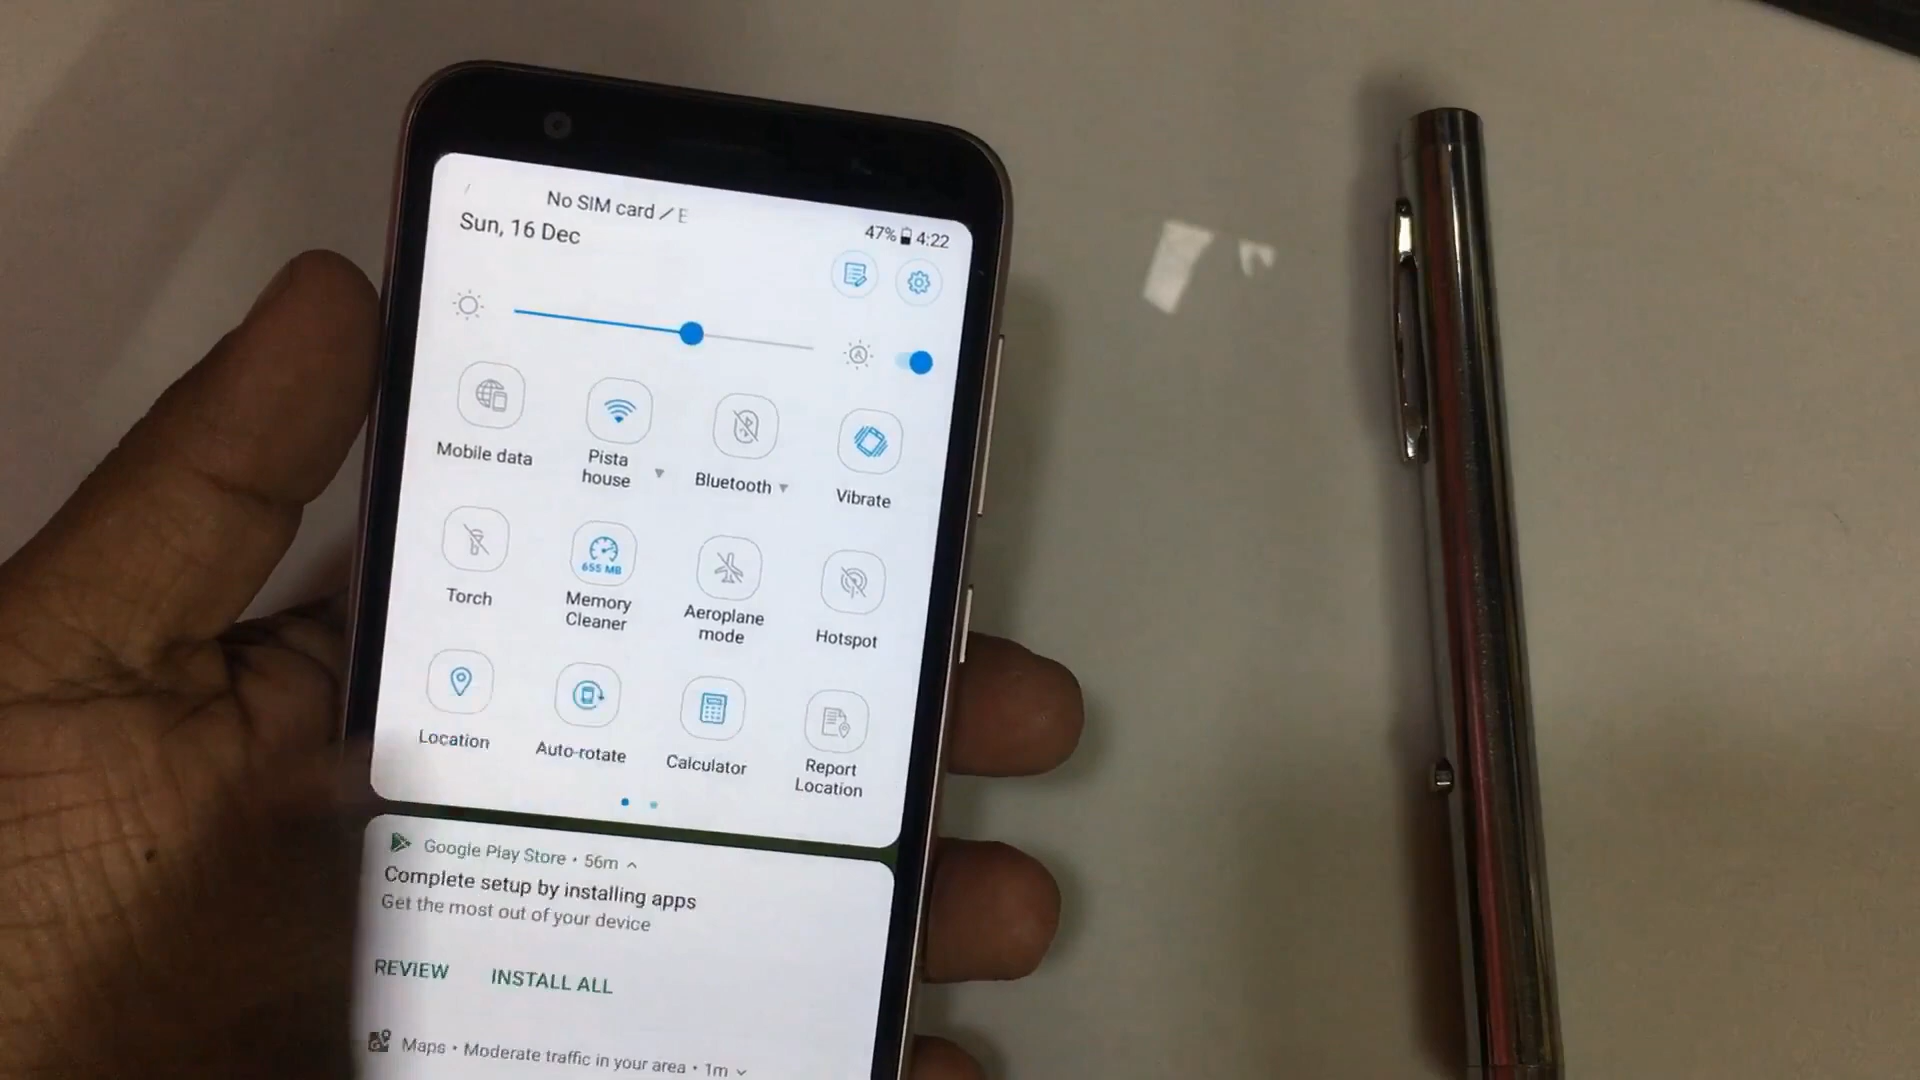 No SIM card / E
Sun, 16 Dec
47% 4:22
Mobile data
Pista
house
Bluetooth
Vibrate
Torch
655 MB
Memory
Cleaner
Aeroplane
mode
Hotspot
Location
Auto-rotate
Calculator
Report
Location
Google Play Store • 56m
Complete setup by installing apps
Get the most out of your device
REVIEW INSTALL ALL
Maps • Moderate traffic in your area • 1m